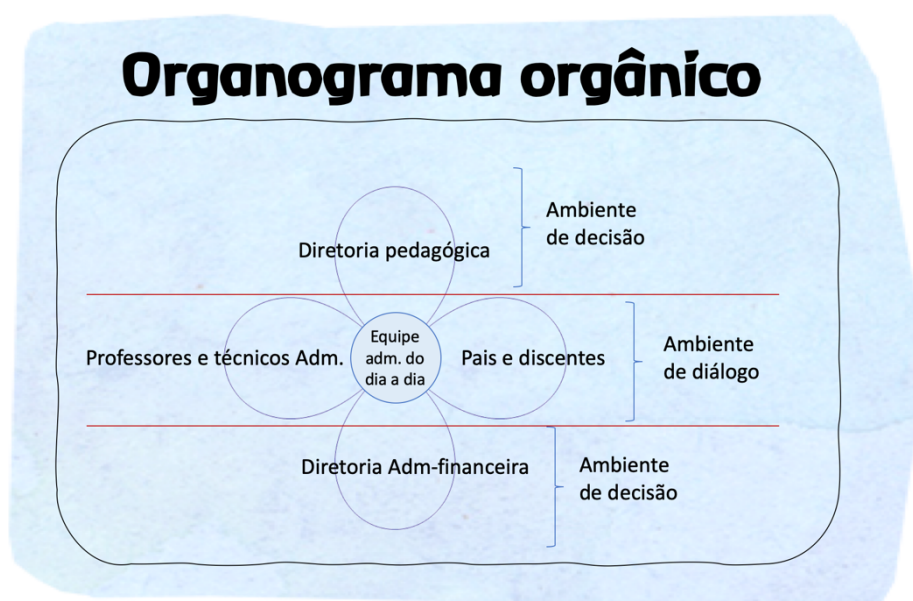 Organograma orgânico
Ambiente
de decisão
Diretoria pedagógica
Professores e técnicos Adm.
Equipe
adm. do
dia a dia
Pais e discentes
Ambiente
de diálogo
Diretoria Adm-financeira
Ambiente
de decisão